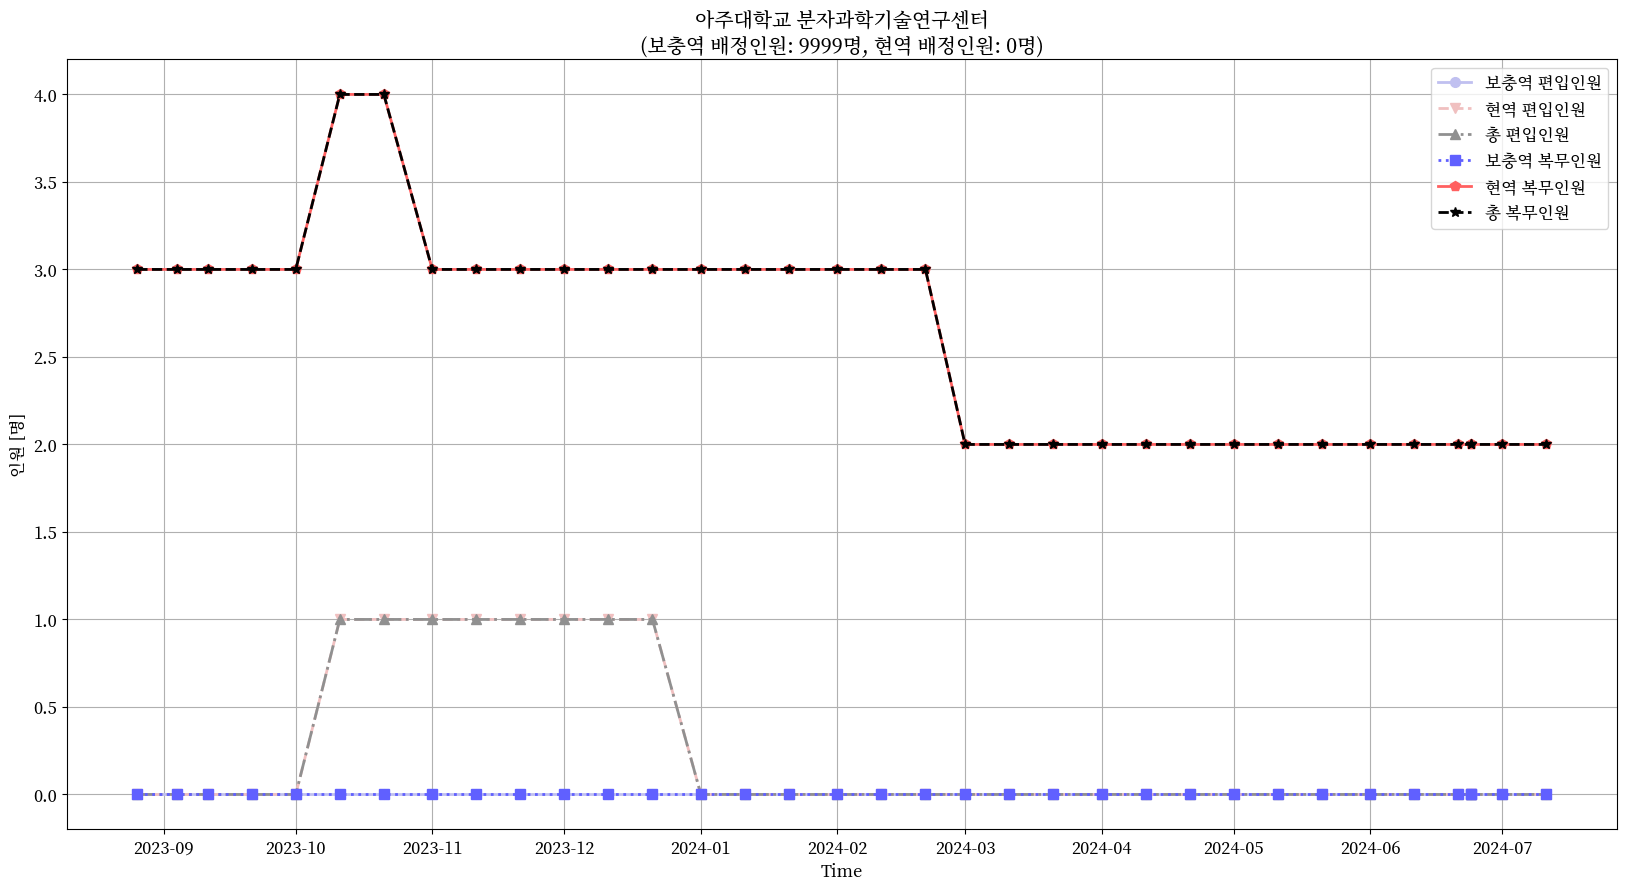 아주대학교 분자과학기술연구센터
(보충역 배정인원: 9999명, 현역 배정인원: 0명)
보충역 편입인원
현역 편입인원
총 편입인원
보충역 복무인원
현역 복무인원
총 복무인원
4.0
3.5
3.0
2.5
2.0
1.5
1.0
0.5
0.0
인원 [명]
2023-09 2023-10 2023-11 2023-12 2024-01 2024-02 2024-03 2024-04 2024-05 2024-06 2024-07
Time